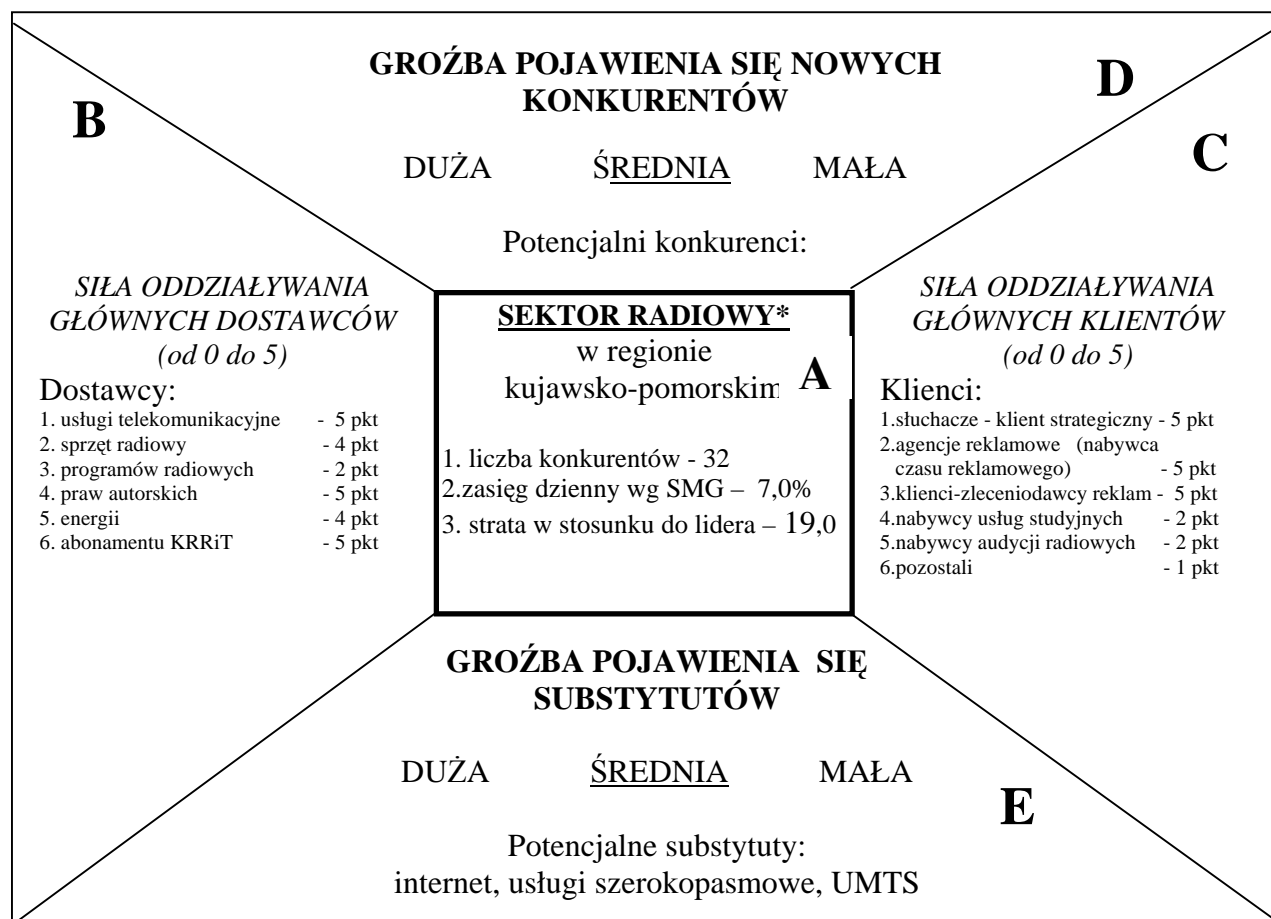 GROŹBA POJAWIENIA SIĘ NOWYCH
KONKURENTÓW
B
D
C
DUŻA ŚREDNIA MAŁA
Potencjalni konkurenci:
SIŁA ODDZIAŁYWANIA
GŁÓWNYCH DOSTAWCÓW
(od 0 do 5)
Dostawcy:
1. usługi telekomunikacyjne - 5 pkt
2. sprzęt radiowy - 4 pkt
3. programów radiowych - 2 pkt
4. praw autorskich - 5 pkt
5. energii - 4 pkt
6. abonamentu KRRiT - 5 pkt
SEKTOR RADIOWY*
w regionie
kujawsko-pomorskim
A
1. liczba konkurentów - 32
2.zasięg dzienny wg SMG – 7,0%
3. strata w stosunku do lidera – 19,0
SIŁA ODDZIAŁYWANIA
GŁÓWNYCH KLIENTÓW
(od 0 do 5)
Klienci:
1.słuchacze - klient strategiczny - 5 pkt
2.agencje reklamowe (nabywca
czasu reklamowego) - 5 pkt
3.klienci-zleceniodawcy reklam - 5 pkt
4.nabywcy usług studyjnych - 2 pkt
5.nabywcy audycji radiowych - 2 pkt
6.pozostali - 1 pkt
GROŹBA POJAWIENIA SIĘ
SUBSTYTUTÓW
DUŻA ŚREDNIA MAŁA
E
Potencjalne substytuty:
internet, usługi szerokopasmowe, UMTS